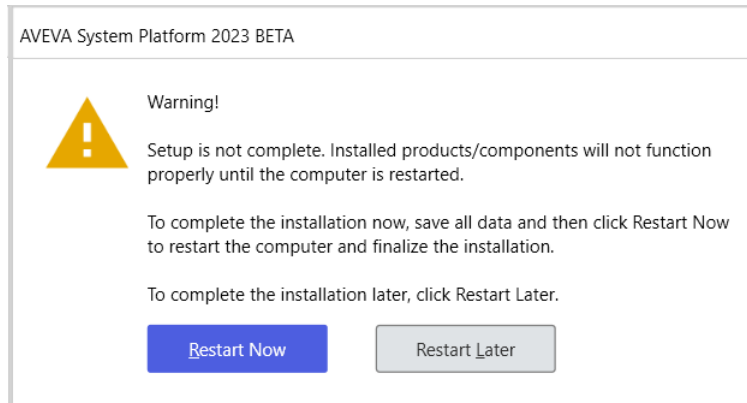 AVEVA System Platform 2023 BETA
Warning!
Setup is not complete. Installed products/components will not function
properly until the computer is restarted.
To complete the installation now, save all data and then click Restart Now
to restart the computer and finalize the installation.
To complete the installation later, click Restart Later.
Restart Now
Restart Later